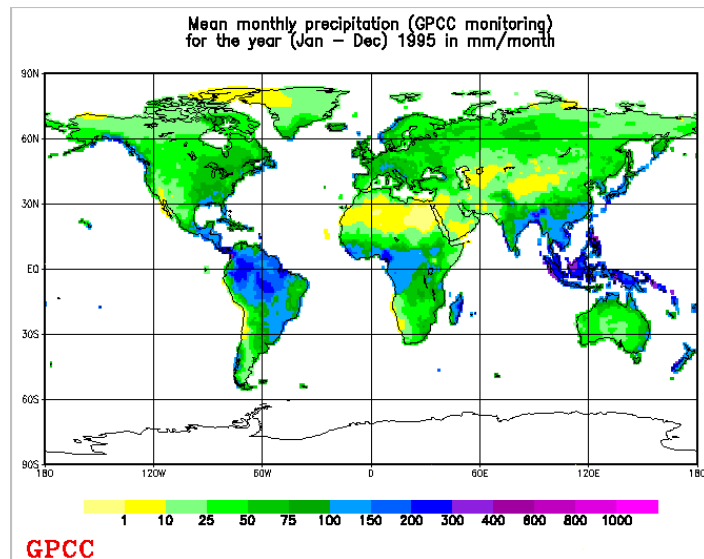 Mean monthly precipitation (GPCC monitoring)
for the year (Jan – Dec) 1995 in mm/month
90N
60N
30N
EQ
30S
60S
90S
180 120W 60W 0 60E 120E 180
1 10 25 50 75 100 150 200 300 400 600 800 1000
GPCC